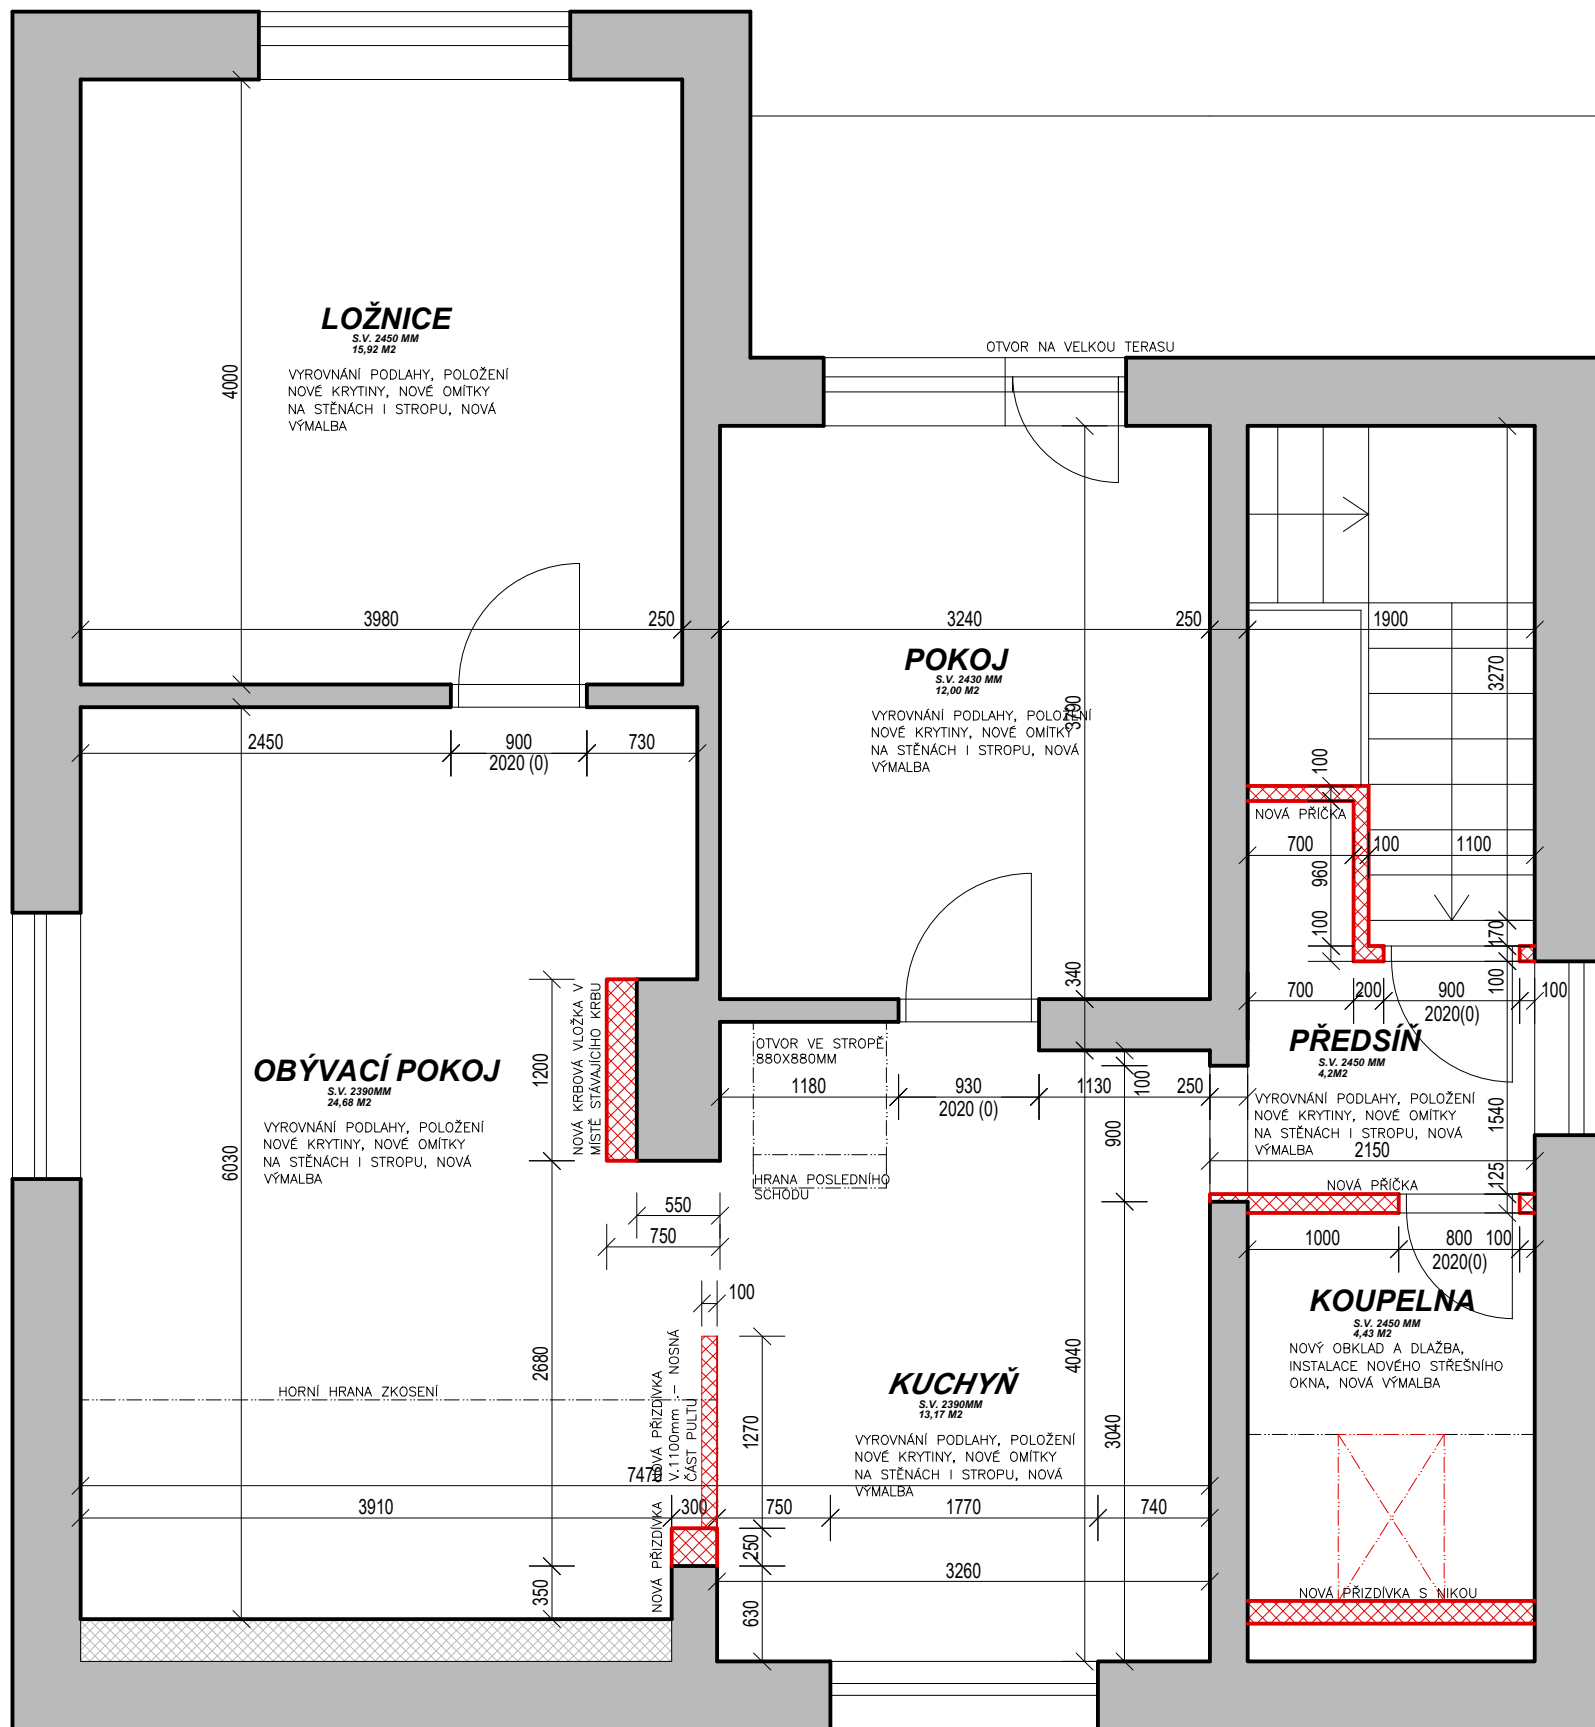 LOŽNICE
S.V. 2450 MM
15,92 M2
VYROVNÁNÍ PODLAHY, POLOŽENÍ
NOVÉ KRYTINY, NOVÉ OMÍTKY
NA STĚNÁCH I STROPU, NOVÁ
VÝMALBA
4000
3980
250
OTVOR NA VELKOU TERASU
3240
250
1900
POKOJ
S.V. 2430 MM
12,00 M2
VYROVNÁNÍ PODLAHY, POLOŽENÍ
NOVÉ KRYTINY, NOVÉ OMÍTKY
NA STĚNÁCH I STROPU, NOVÁ
VÝMALBA
3790
3270
2450
900
2020 (0)
730
100
NOVÁ PŘÍČKA
700
100
1100
960
100
170
100
340
700
200
900
2020(0)
100
PŘEDSÍŇ
S.V. 2450 MM
4,2M2
VYROVNÁNÍ PODLAHY, POLOŽENÍ
NOVÉ KRYTINY, NOVÉ OMÍTKY
NA STĚNÁCH I STROPU, NOVÁ
VÝMALBA
2150
1540
125
NOVÁ PŘÍČKA
OBÝVACÍ POKOJ
S.V. 2390MM
24,68 M2
VYROVNÁNÍ PODLAHY, POLOŽENÍ
NOVÉ KRYTINY, NOVÉ OMÍTKY
NA STĚNÁCH I STROPU, NOVÁ
VÝMALBA
6030
1200
NOVÁ KRBOVÁ VLOŽKA V
MÍSTĚ STÁVAJÍCÍHO KRBU
OTVOR VE STROPĚ
880X880MM
1180
930
2020 (0)
1130
250
100
900
HRANA POSLEDNÍHO
SCHODU
550
750
100
1000
800
2020(0)
100
KOUPELNA
S.V. 2450 MM
4,43 M2
NOVÝ OBKLAD A DLAŽBA,
INSTALACE NOVÉHO STŘEŠNÍHO
OKNA, NOVÁ VÝMALBA
2680
HORNÍ HRANA ZKOSENÍ
NOVÁ PŘIZDÍVKA
V.1100mm – NOSNÁ
ČÁST PULTU
1270
4040
3040
KUCHYŇ
S.V. 2390MM
13,17 M2
VYROVNÁNÍ PODLAHY, POLOŽENÍ
NOVÉ KRYTINY, NOVÉ OMÍTKY
NA STĚNÁCH I STROPU, NOVÁ
VÝMALBA
7470
3910
300
750
1770
740
250
3260
350
NOVÁ PŘIZDÍVKA
630
NOVÁ PŘIZDÍVKA S NIKOU